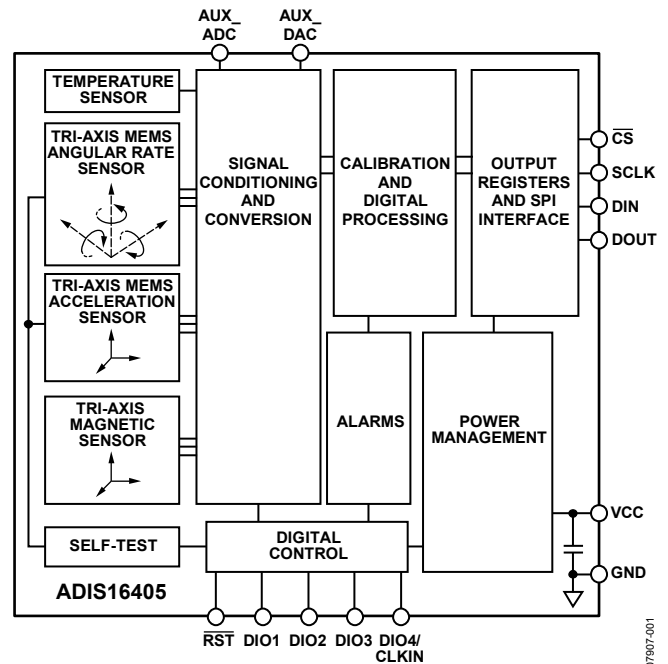 AUX_
ADC
AUX_
DAC
TEMPERATURE
SENSOR
TRI-AXIS MEMS
ANGULAR RATE
SENSOR
TRI-AXIS MEMS
ACCELERATION
SENSOR
TRI-AXIS
MAGNETIC
SENSOR
SELF-TEST
SIGNAL
CONDITIONING
AND
CONVERSION
CALIBRATION
AND
DIGITAL
PROCESSING
OUTPUT
REGISTERS
AND SPI
INTERFACE
CS
SCLK
DIN
DOUT
ALARMS
POWER
MANAGEMENT
DIGITAL
CONTROL
VCC
GND
ADIS16405
RST
DIO1
DIO2
DIO3
DIO4/
CLKIN
07907-001